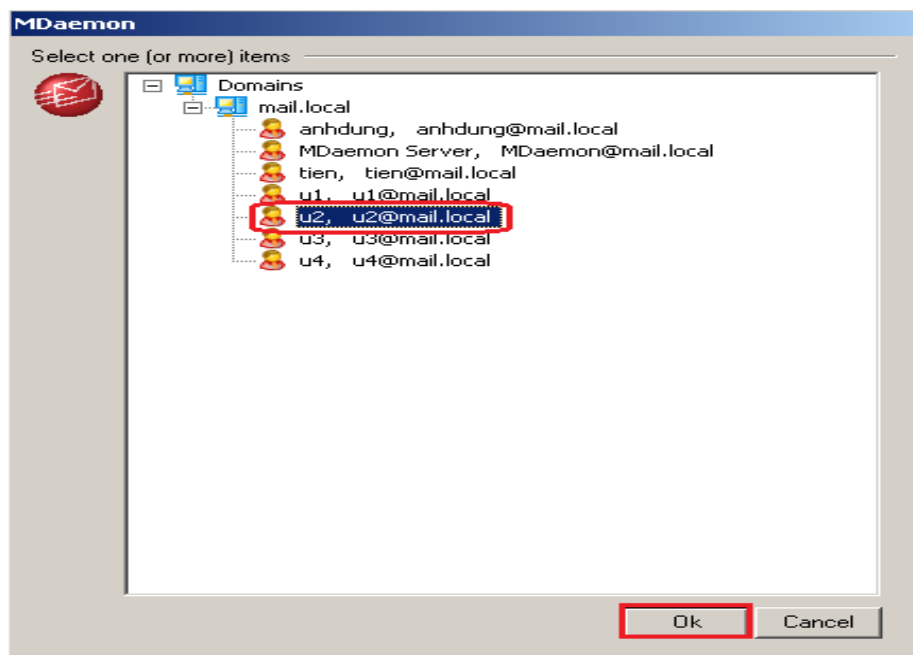 MDaemon
Select one (or more) items
Domains
mail.local
anhdung, anhdung@mail.local
MDaemon Server, MDaemon@mail.local
tien, tien@mail.local
u1, u1@mail.local
u2, u2@mail.local
u3, u3@mail.local
u4, u4@mail.local
Ok Cancel